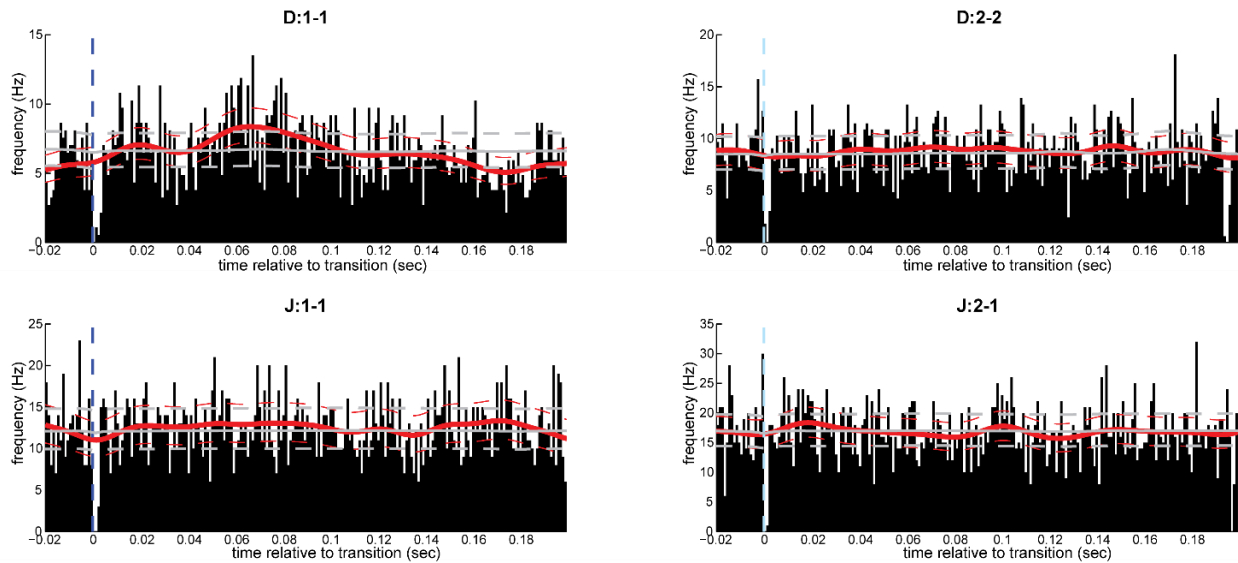 D:1-1
frequency (Hz)
15
10
5
0
−0.02 0 0.02 0.04 0.06 0.08 0.1 0.12 0.14 0.16 0.18
time relative to transition (sec)
D:2-2
frequency (Hz)
20
15
10
5
0
−0.02 0 0.02 0.04 0.06 0.08 0.1 0.12 0.14 0.16 0.18
time relative to transition (sec)
J:1-1
frequency (Hz)
25
20
15
10
5
0
−0.02 0 0.02 0.04 0.06 0.08 0.1 0.12 0.14 0.16 0.18
time relative to transition (sec)
J:2-1
frequency (Hz)
35
30
25
20
15
10
5
0
−0.02 0 0.02 0.04 0.06 0.08 0.1 0.12 0.14 0.16 0.18
time relative to transition (sec)